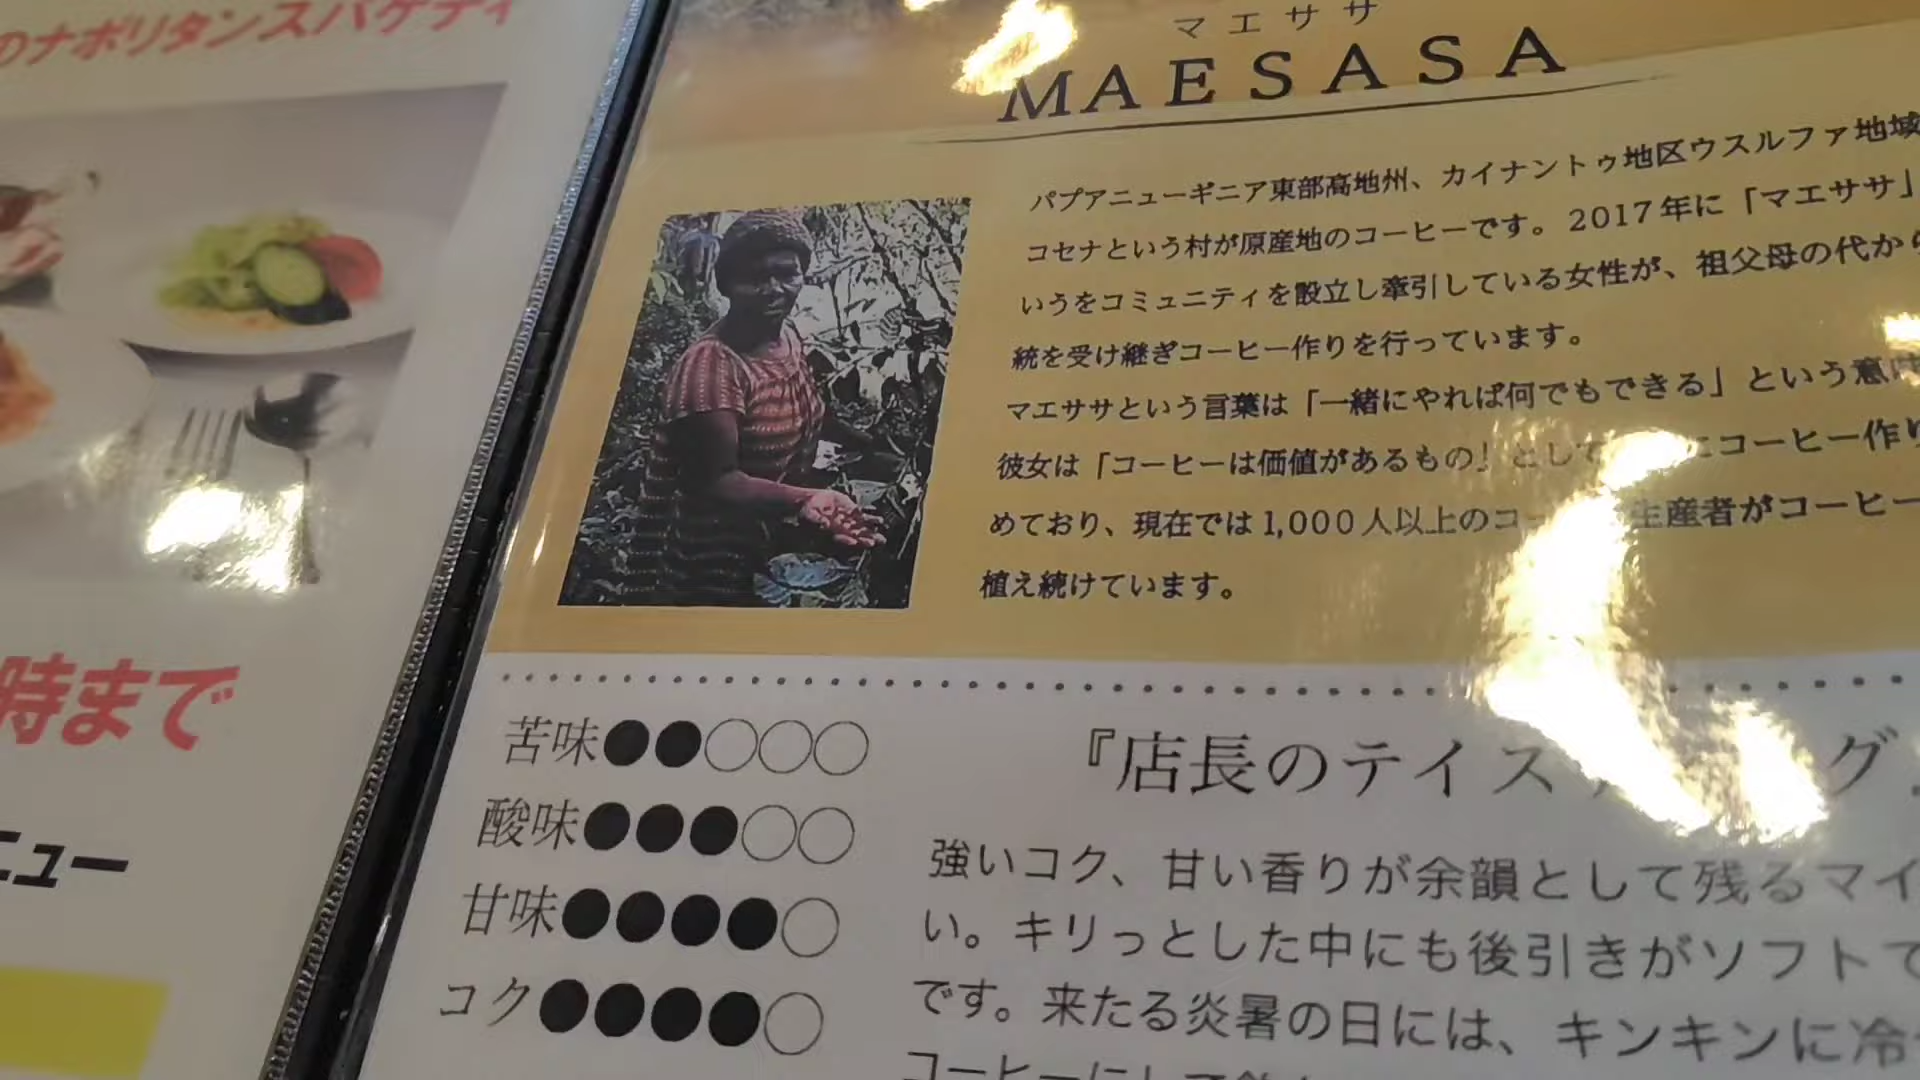 のナポリタンスパゲティ
時まで
ニュー
マエササ
MAESASA
パプアニューギニア東部高地州、カイナントゥ地区ウスルファ地域
コセナという村が原産地のコーヒーです。2017年に「マエササ」
いうをコミュニティを設立し牽引している女性が、祖父母の代から
統を受け継ぎコーヒー作りを行っています。
マエササという言葉は「一緒にやれば何でもできる」という意味
彼女は「コーヒーは価値があるもの」として にコーヒー作り
めており、現在では1,000人以上のコー 生産者がコーヒー
植え続けています。
苦味●●○○○
酸味●●●○○
甘味●●●●○
コク●●●●○
『店長のテイス グ
強いコク、甘い香りが余韻として残るマイ
い。キリっとした中にも後引きがソフトで
です。来たる炎暑の日には、キンキンに冷
コーヒーにして